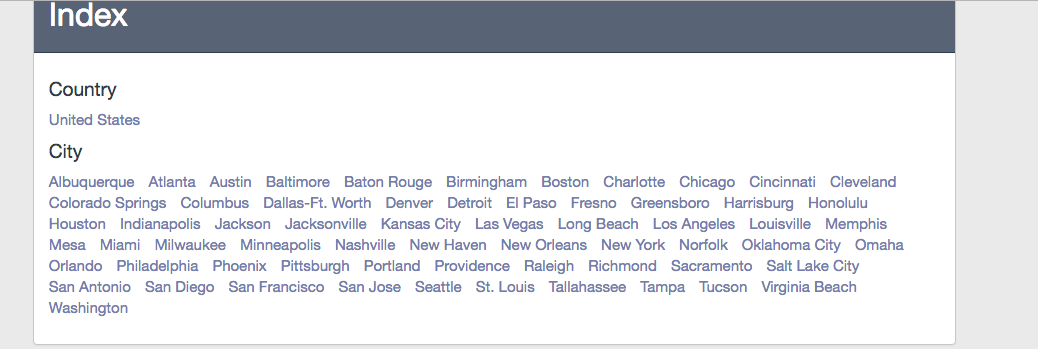 Index
Country
United States
City
Albuquerque Atlanta Austin Baltimore Baton Rouge Birmingham Boston Charlotte Chicago Cincinnati Cleveland
Colorado Springs Columbus Dallas-Ft. Worth Denver Detroit El Paso Fresno Greensboro Harrisburg Honolulu
Houston Indianapolis Jackson Jacksonville Kansas City Las Vegas Long Beach Los Angeles Louisville Memphis
Mesa Miami Milwaukee Minneapolis Nashville New Haven New Orleans New York Norfolk Oklahoma City Omaha
Orlando Philadelphia Phoenix Pittsburgh Portland Providence Raleigh Richmond Sacramento Salt Lake City
San Antonio San Diego San Francisco San Jose Seattle St. Louis Tallahassee Tampa Tucson Virginia Beach
Washington